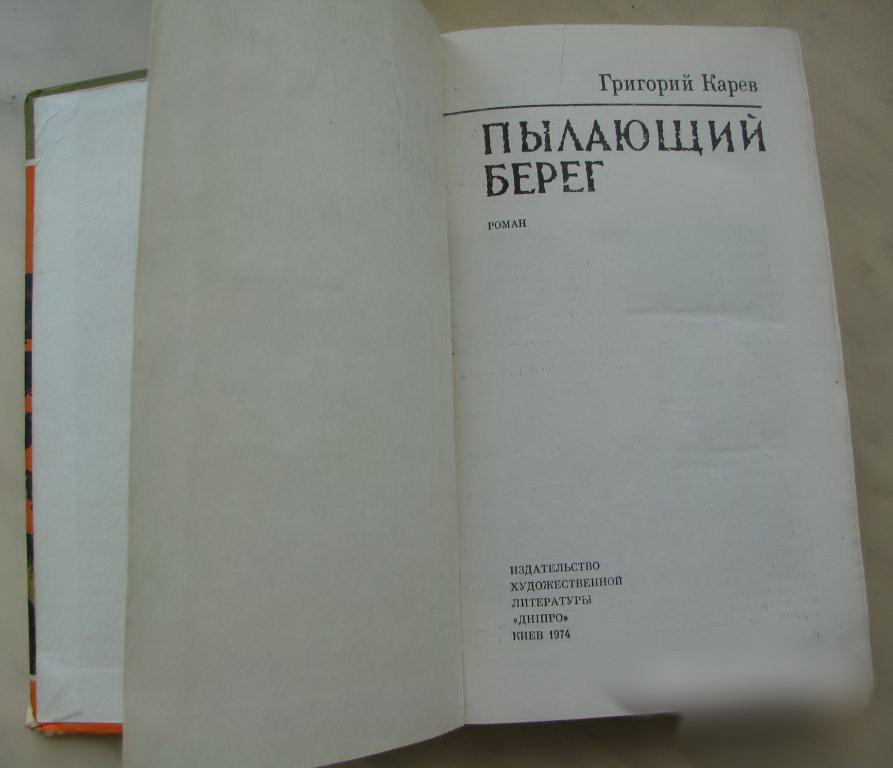 Григорий Карев
ПЫЛАЮЩИЙ
БЕРЕГ
РОМАН
ИЗДАТЕЛЬСТВО
ХУДОЖЕСТВЕННОЙ
ЛИТЕРАТУРЫ
«ДНІПРО»
КИЕВ 1974